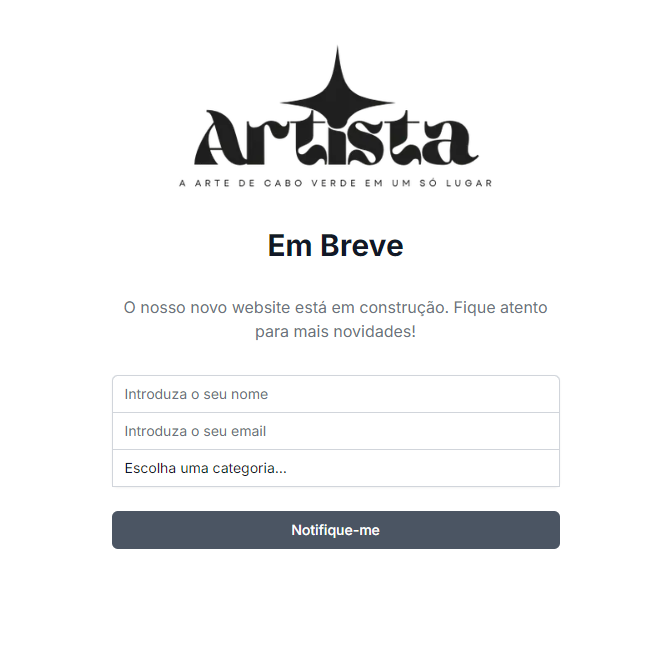 Artista
A ARTE DE CABO VERDE EM UM SÓ LUGAR
Em Breve
O nosso novo website está em construção. Fique atento
para mais novidades!
Introduza o seu nome
Introduza o seu email
Escolha uma categoria...
Notifique-me